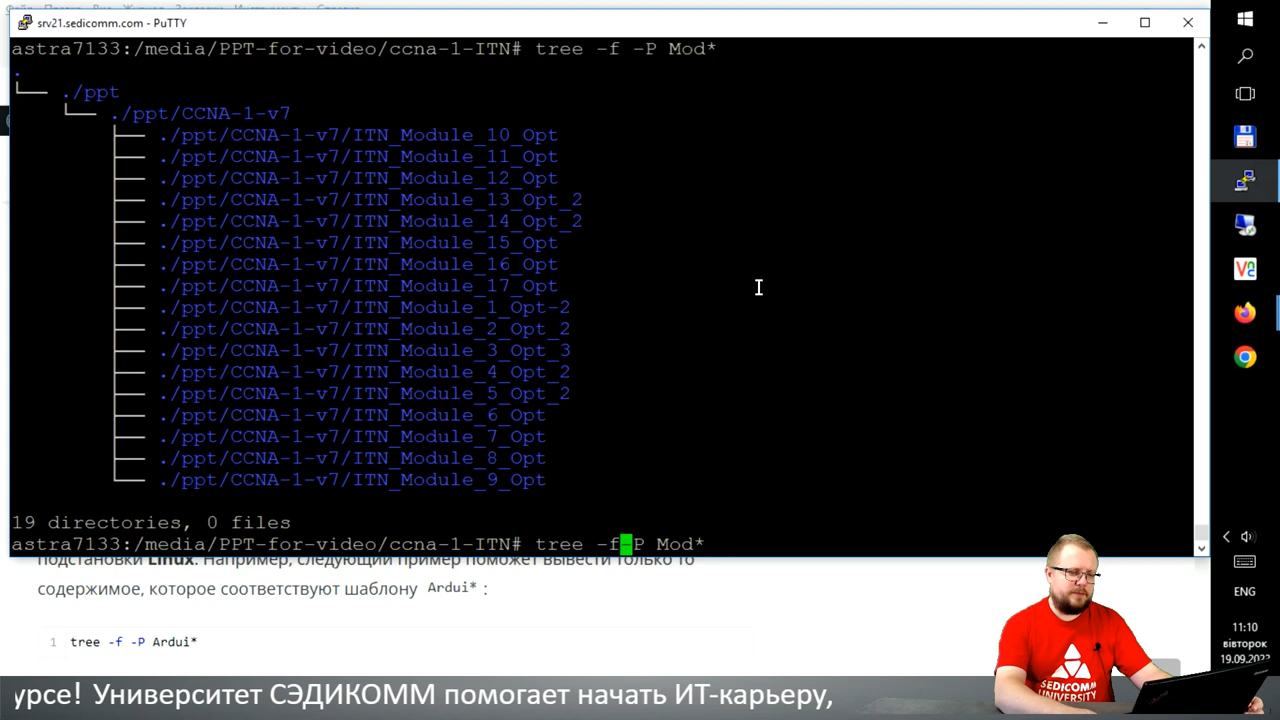 srv21.sedicomm.com - PuTTY
astra7133:/media/PPT-for-video/ccna-1-ITN# tree -f -P Mod*
.
└── ./ppt
└── ./ppt/CCNA-1-v7
├── ./ppt/CCNA-1-v7/ITN_Module_10_Opt
├── ./ppt/CCNA-1-v7/ITN_Module_11_Opt
├── ./ppt/CCNA-1-v7/ITN_Module_12_Opt
├── ./ppt/CCNA-1-v7/ITN_Module_13_Opt_2
├── ./ppt/CCNA-1-v7/ITN_Module_14_Opt_2
├── ./ppt/CCNA-1-v7/ITN_Module_15_Opt
├── ./ppt/CCNA-1-v7/ITN_Module_16_Opt
├── ./ppt/CCNA-1-v7/ITN_Module_17_Opt
├── ./ppt/CCNA-1-v7/ITN_Module_1_Opt-2
├── ./ppt/CCNA-1-v7/ITN_Module_2_Opt_2
├── ./ppt/CCNA-1-v7/ITN_Module_3_Opt_3
├── ./ppt/CCNA-1-v7/ITN_Module_4_Opt_2
├── ./ppt/CCNA-1-v7/ITN_Module_5_Opt_2
├── ./ppt/CCNA-1-v7/ITN_Module_6_Opt
├── ./ppt/CCNA-1-v7/ITN_Module_7_Opt
├── ./ppt/CCNA-1-v7/ITN_Module_8_Opt
└── ./ppt/CCNA-1-v7/ITN_Module_9_Opt
19 directories, 0 files
astra7133:/media/PPT-for-video/ccna-1-ITN# tree -f-P Mod*
подстановки Linux. Например, следующий пример поможет вывести только то
содержимое, которое соответствуют шаблону Ardui* :
1 tree -f -P Ardui*
ENG
11:10
вівторок
19.09.202
SEDICOMM
UNIVERSITY
урсе! Университет СЭДИКОММ помогает начать ИТ-карьеру,